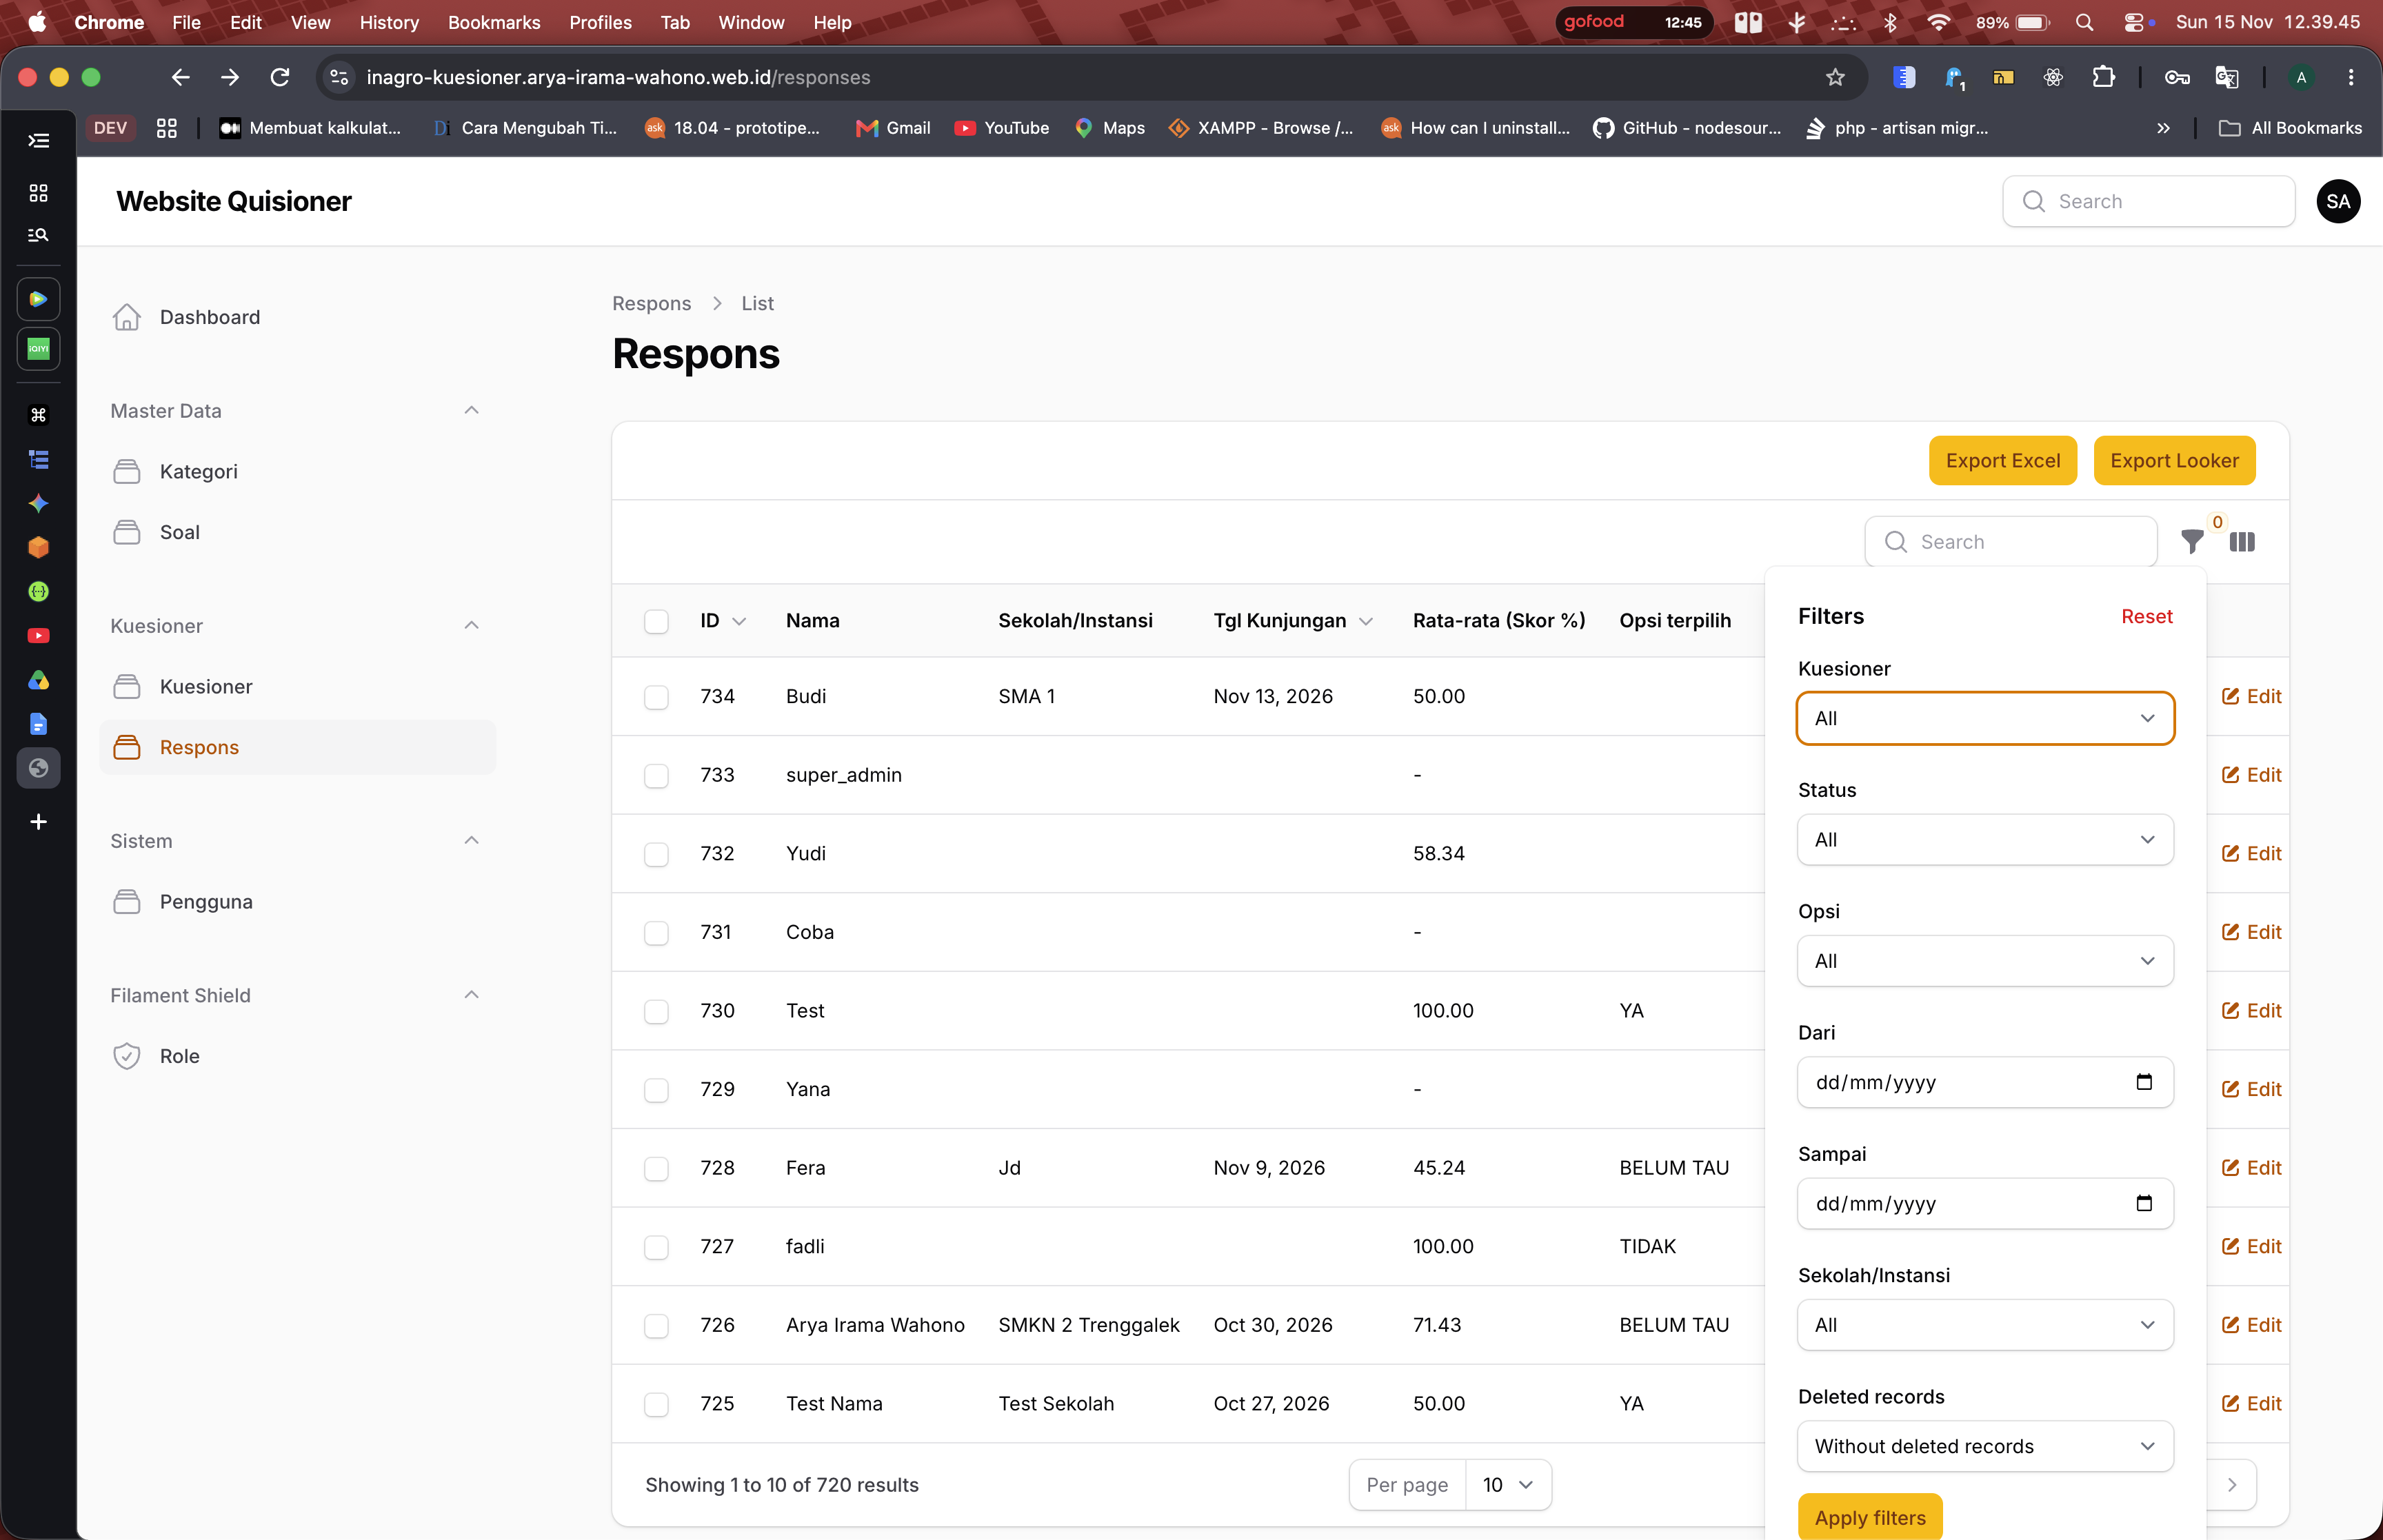 Chrome File Edit View History Bookmarks Profiles Tab Window Help gofood 12:45 89% Sun 15 Nov 12.39.45
inagro-kuesioner.arya-irama-wahono.web.id/responses 1 A
DEV Membuat kalkulat... Di Cara Mengubah Ti... ask 18.04 - prototipe... Gmail YouTube Maps XAMPP - Browse /... ask How can I uninstall... GitHub - nodesour... php - artisan migr... » All Bookmarks
iQIYI
Website Quisioner
Search
SA
Dashboard
Master Data
Kategori
Soal
Kuesioner
Kuesioner
Respons
Sistem
Pengguna
Filament Shield
Role
Respons > List
Respons
Export Excel Export Looker
Search 0
ID Nama Sekolah/Instansi Tgl Kunjungan Rata-rata (Skor %) Opsi terpilih
734 Budi SMA 1 Nov 13, 2026 50.00 Edit
733 super_admin - Edit
732 Yudi 58.34 Edit
731 Coba - Edit
730 Test 100.00 YA Edit
729 Yana - Edit
728 Fera Jd Nov 9, 2026 45.24 BELUM TAU Edit
727 fadli 100.00 TIDAK Edit
726 Arya Irama Wahono SMKN 2 Trenggalek Oct 30, 2026 71.43 BELUM TAU Edit
725 Test Nama Test Sekolah Oct 27, 2026 50.00 YA Edit
Showing 1 to 10 of 720 results Per page 10
Filters Reset
Kuesioner
All
Status
All
Opsi
All
Dari
dd/mm/yyyy
Sampai
dd/mm/yyyy
Sekolah/Instansi
All
Deleted records
Without deleted records
Apply filters